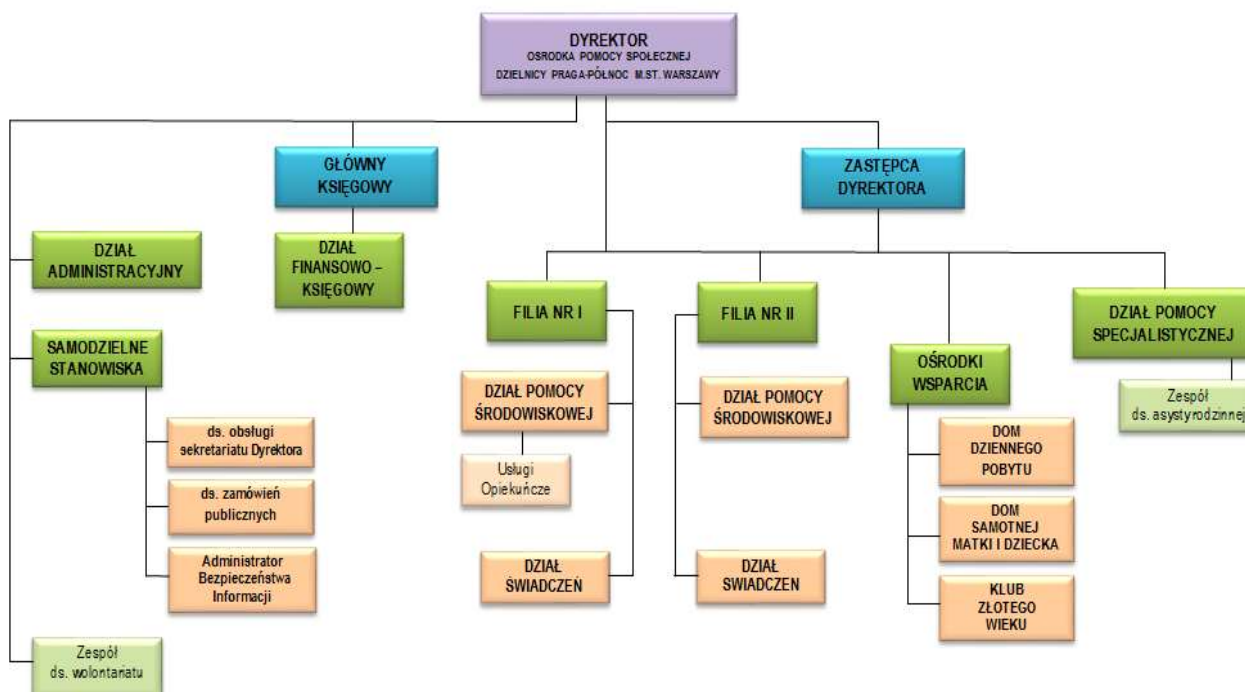 DYREKTOR
OSRODKA POMOCY SPOŁECZNEJ
DZIELNICY PRAGA-PÓŁNOC M.ST. WARSZAWY
GŁÓWNY
KSIĘGOWY
ZASTĘPCA
DYREKTORA
DZIAŁ
ADMINISTRACYJNY
DZIAŁ
FINANSOWO –
KSIĘGOWY
FILIA NR I
FILIA NR II
DZIAŁ POMOCY
SPECJALISTYCZNEJ
SAMODZIELNE
STANOWISKA
OŚRODKI
WSPARCIA
DZIAŁ POMOCY
ŚRODOWISKOWEJ
DZIAŁ POMOCY
ŚRODOWISKOWEJ
Zespół
ds. asystyrodzinnej
ds. obsługi
sekretariatu Dyrektora
Usługi
Opiekuńcze
DOM
DZIENNEGO
POBYTU
ds. zamówień
publicznych
DOM
SAMOTNEJ
MATKI I DZIECKA
Administrator
Bezpieczeństwa
Informacji
DZIAŁ
ŚWIADCZEŃ
DZIAŁ
SWIADCZEN
KLUB
ZŁOTEGO
WIEKU
Zespół
ds. wolontariatu